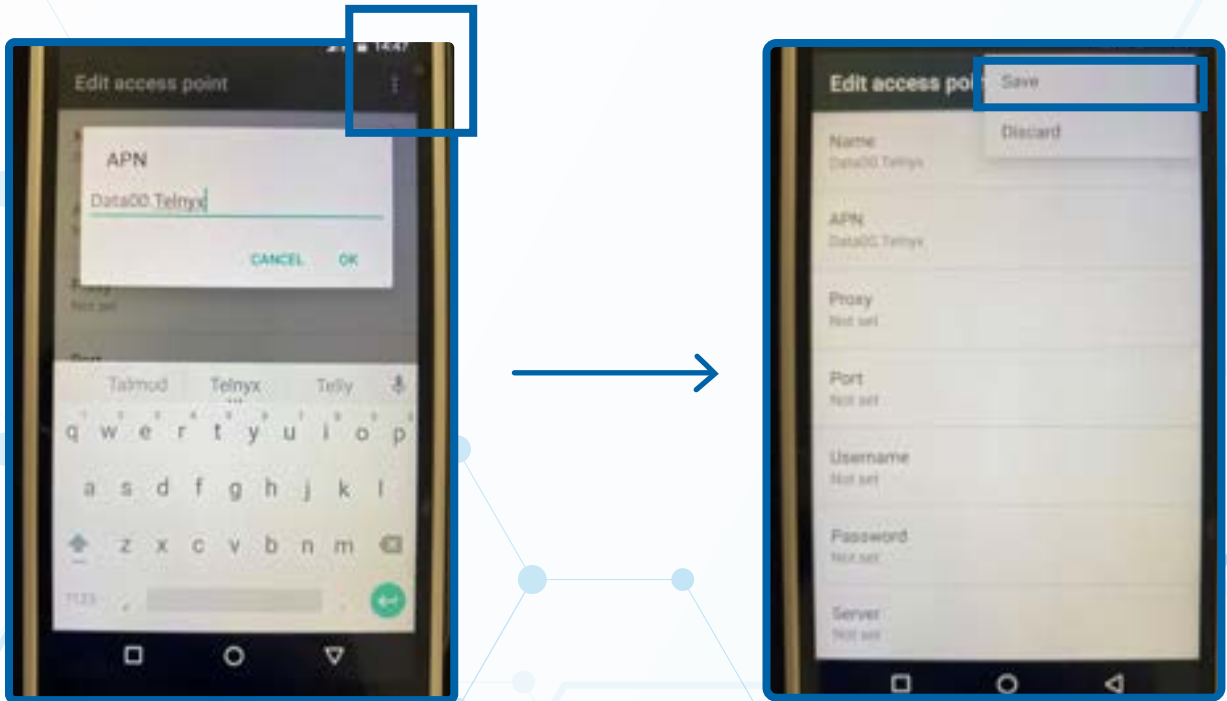 14:47
Edit access point
APN
Data00.Telnyx
CANCEL OK
Not set
Talmud Telnyx Telly
q w e r t y u i o p
a s d f g h j k l
z x c v b n m
?123 , .
Edit access poi
Save
Discard
Name
Data00.Telnyx
APN
Data00.Telnyx
Proxy
Not set
Port
Not set
Username
Not set
Password
Not set
Server
Not set